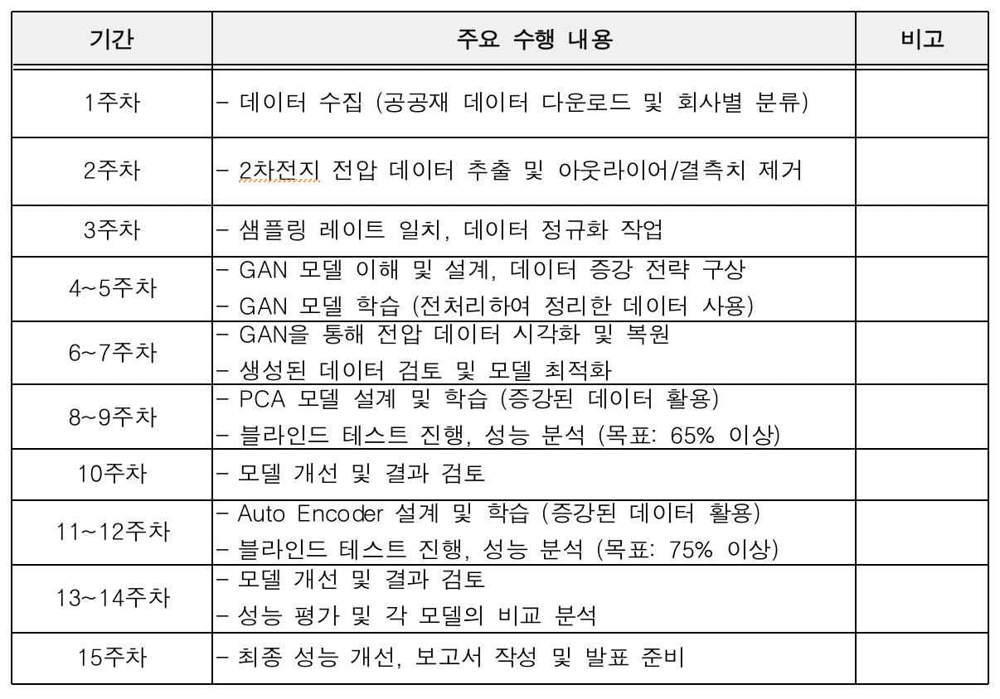 기간 주요 수행 내용 비고
1주차 - 데이터 수집 (공공재 데이터 다운로드 및 회사별 분류)
2주차 - 2차전지 전압 데이터 추출 및 아웃라이어/결측치 제거
3주차 - 샘플링 레이트 일치, 데이터 정규화 작업
4~5주차
- GAN 모델 이해 및 설계, 데이터 증강 전략 구상
- GAN 모델 학습 (전처리하여 정리한 데이터 사용)
6~7주차
- GAN을 통해 전압 데이터 시각화 및 복원
- 생성된 데이터 검토 및 모델 최적화
8~9주차
- PCA 모델 설계 및 학습 (증강된 데이터 활용)
- 블라인드 테스트 진행, 성능 분석 (목표: 65% 이상)
10주차 - 모델 개선 및 결과 검토
11~12주차
- Auto Encoder 설계 및 학습 (증강된 데이터 활용)
- 블라인드 테스트 진행, 성능 분석 (목표: 75% 이상)
13~14주차
- 모델 개선 및 결과 검토
- 성능 평가 및 각 모델의 비교 분석
15주차 - 최종 성능 개선, 보고서 작성 및 발표 준비